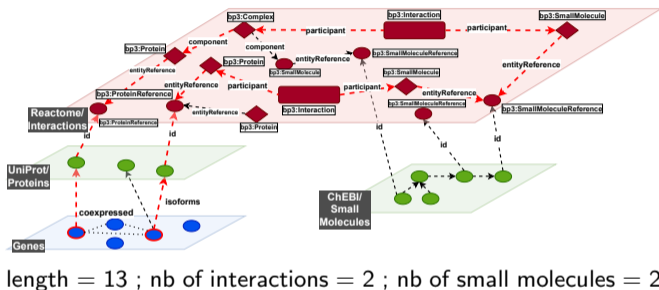 bp3:Complex
bp3:Interaction
bp3:SmallMolecule
participant
participant
component
component
bp3:Protein
bp3:Protein
bp3:SmallMoleculeReference
entityReference
entityReference
bp3:SmallMolecule
bp3:SmallMolecule
entityReference
entityReference
participant
participant
entityReference
bp3:ProteinReference
bp3:SmallMoleculeReference
bp3:SmallMoleculeReference
Reactome/
Interactions
bp3:ProteinReference
entityReference
bp3:Interaction
bp3:Protein
id
id
id
id
id
UniProt/
Proteins
ChEBI/
Small
Molecules
coexpressed
isoforms
Genes
length = 13 ; nb of interactions = 2 ; nb of small molecules = 2